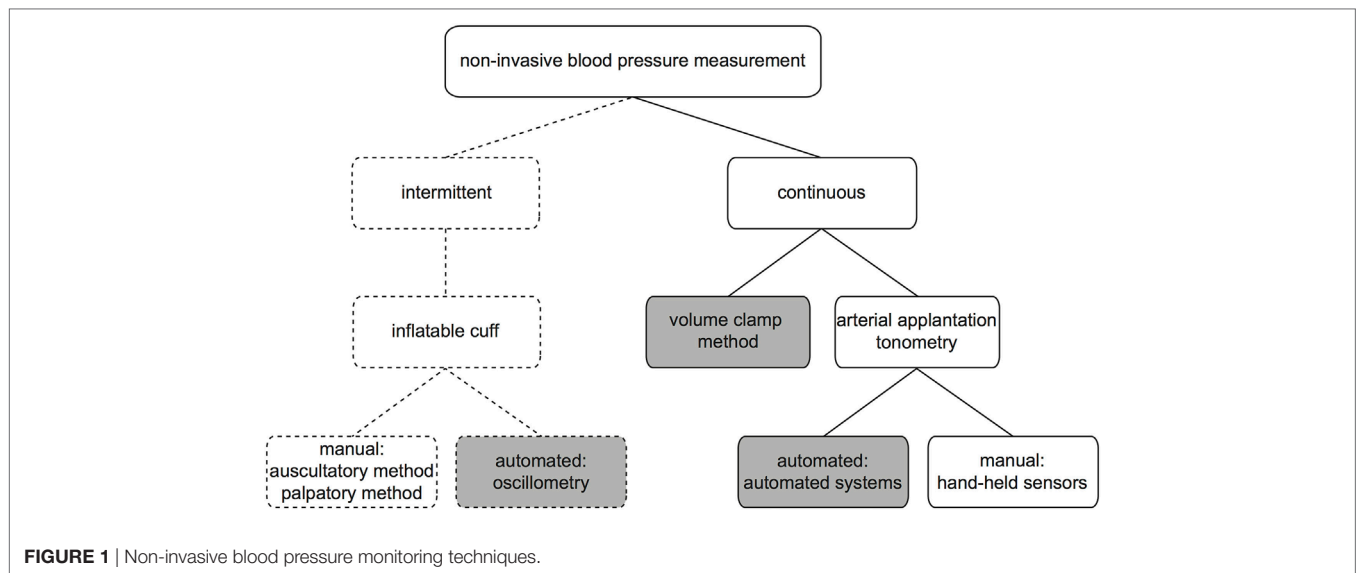 non-invasive blood pressure measurement
intermittent
continuous
inflatable cuff
volume clamp
method
arterial applantation
tonometry
manual:
auscultatory method
palpatory method
automated:
oscillometry
automated:
automated systems
manual:
hand-held sensors
FIGURE 1 | Non-invasive blood pressure monitoring techniques.